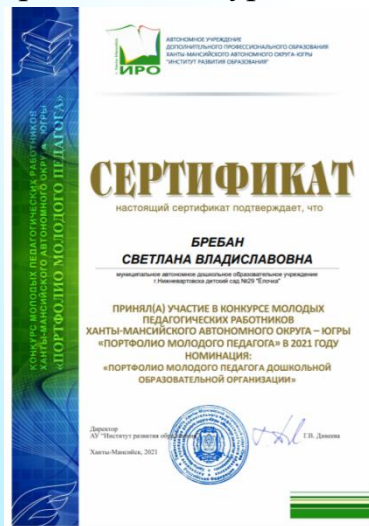 АВТОНОМНОЕ УЧРЕЖДЕНИЕ
ДОПОЛНИТЕЛЬНОГО ПРОФЕССИОНАЛЬНОГО ОБРАЗОВАНИЯ
ХАНТЫ-МАНСИЙСКОГО АВТОНОМНОГО ОКРУГА-ЮГРЫ
"ИНСТИТУТ РАЗВИТИЯ ОБРАЗОВАНИЯ"
ИРО
КОНКУРС МОЛОДЫХ ПЕДАГОГИЧЕСКИХ РАБОТНИКОВ
ХАНТЫ-МАНСИЙСКОГО АВТОНОМНОГО ОКРУГА - ЮГРЫ
«ПОРТФОЛИО МОЛОДОГО ПЕДАГОГА»
СЕРТИФИКАТ
настоящий сертификат подтверждает, что
БРЕБАН
СВЕТЛАНА ВЛАДИСЛАВОВНА
муниципальное автономное дошкольное образовательное учреждение
г.Нижневартовска детский сад №29 "Ёлочка"
ПРИНЯЛ(А) УЧАСТИЕ В КОНКУРСЕ МОЛОДЫХ
ПЕДАГОГИЧЕСКИХ РАБОТНИКОВ
ХАНТЫ-МАНСИЙСКОГО АВТОНОМНОГО ОКРУГА – ЮГРЫ
«ПОРТФОЛИО МОЛОДОГО ПЕДАГОГА» В 2021 ГОДУ
НОМИНАЦИЯ:
«ПОРТФОЛИО МОЛОДОГО ПЕДАГОГА ДОШКОЛЬНОЙ
ОБРАЗОВАТЕЛЬНОЙ ОРГАНИЗАЦИИ»
Директор
АУ "Институт развития образования"
Г.В. Дивеева
Ханты-Мансийск, 2021